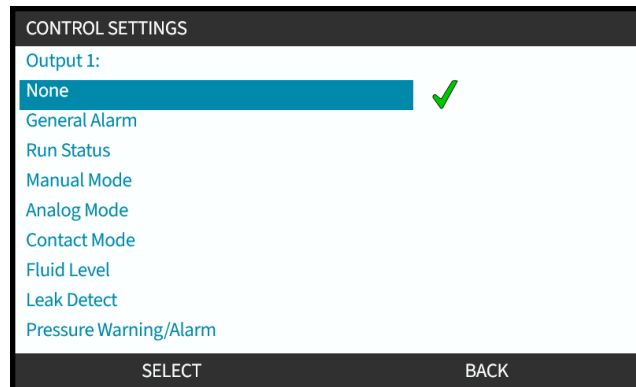 CONTROL SETTINGS
Output 1:
None
General Alarm
Run Status
Manual Mode
Analog Mode
Contact Mode
Fluid Level
Leak Detect
Pressure Warning/Alarm
SELECT BACK